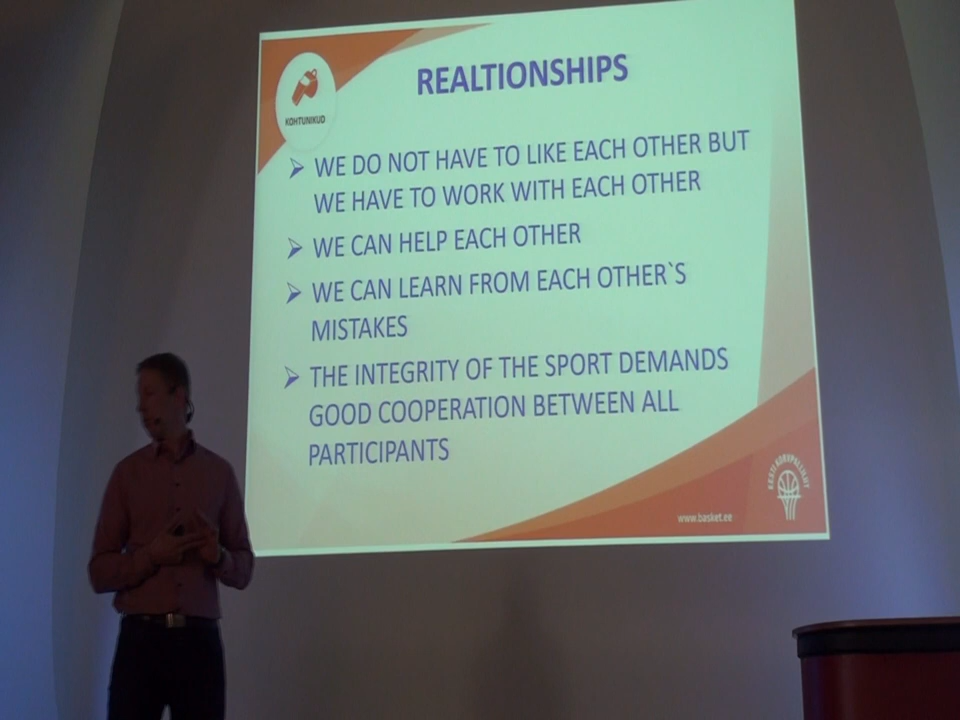 REALTIONSHIPS
KOHTUNIKUD
WE DO NOT HAVE TO LIKE EACH OTHER BUT
WE HAVE TO WORK WITH EACH OTHER
WE CAN HELP EACH OTHER
WE CAN LEARN FROM EACH OTHER`S
MISTAKES
THE INTEGRITY OF THE SPORT DEMANDS
GOOD COOPERATION BETWEEN ALL
PARTICIPANTS
EESTI KORVPALLILIIT
www.basket.ee